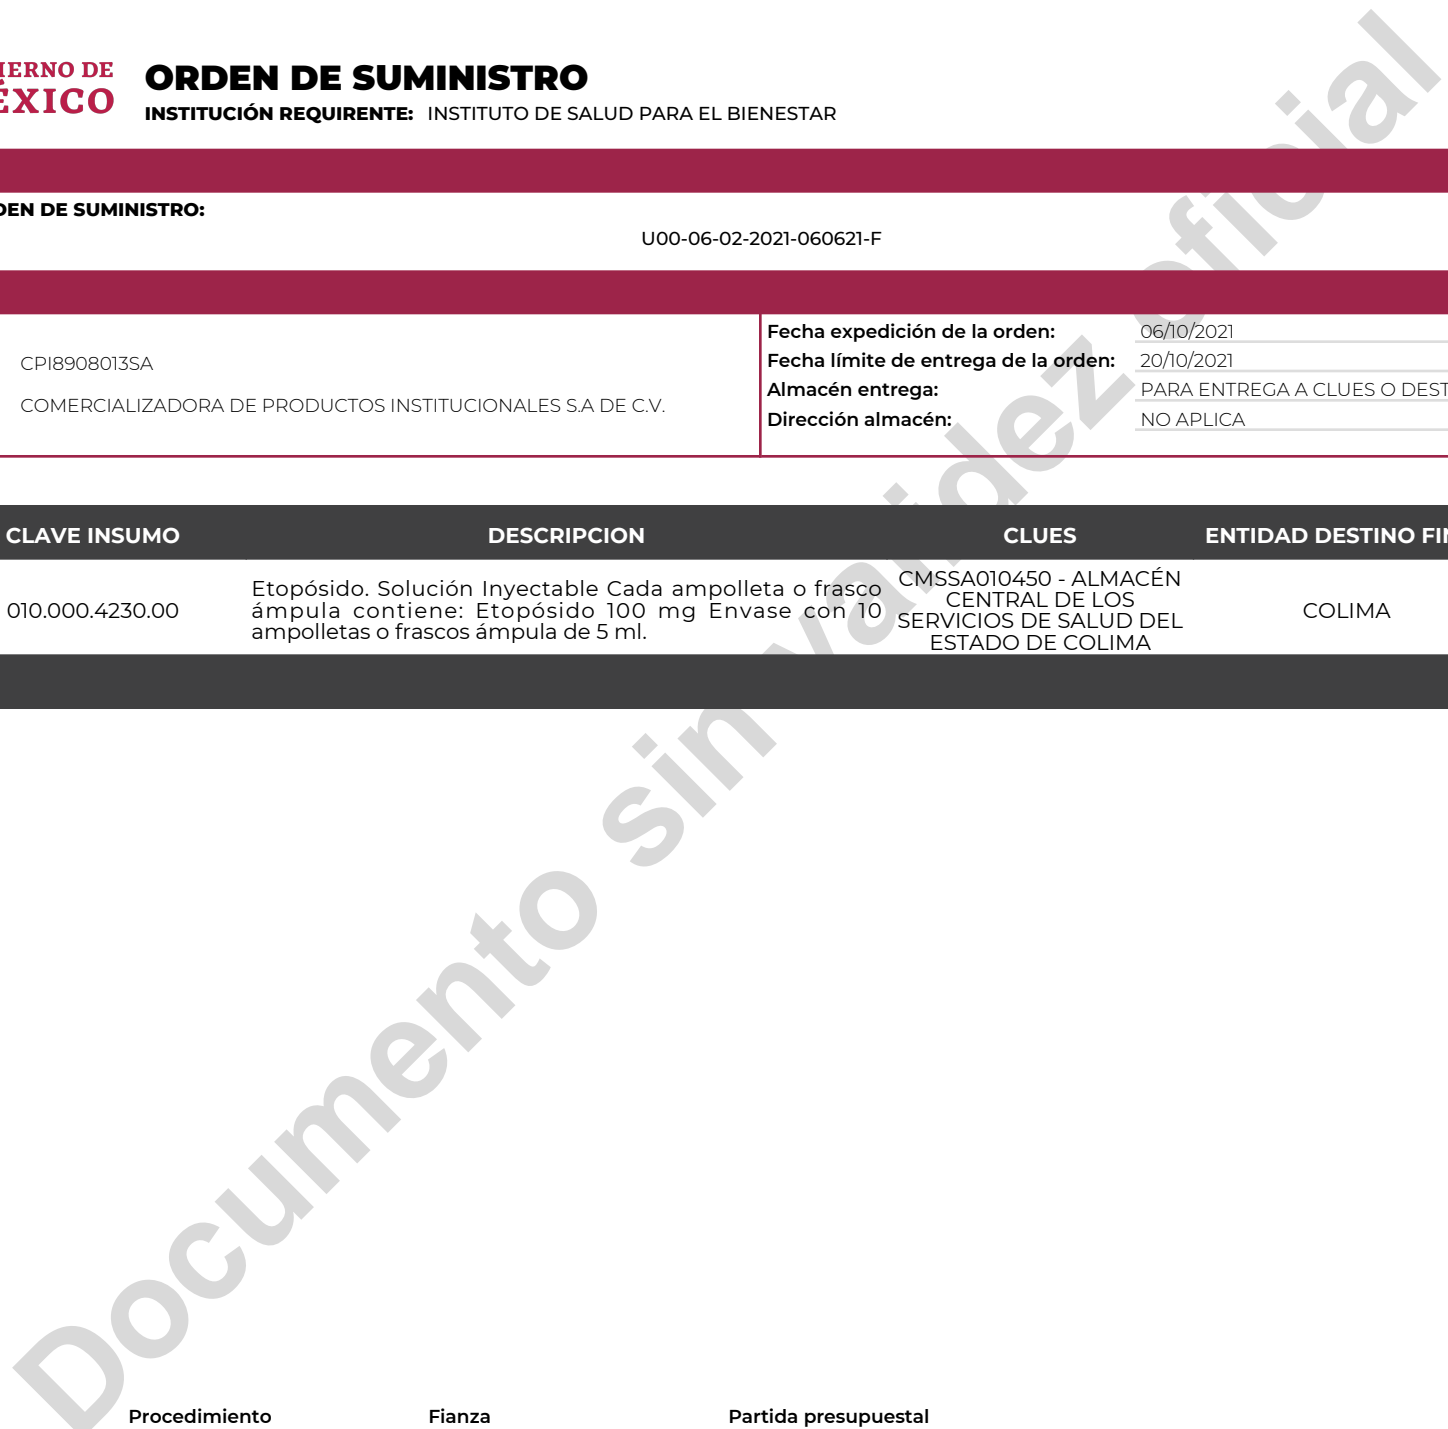 IERNO DE
ÉXICO
ORDEN DE SUMINISTRO
INSTITUCIÓN REQUIRENTE: INSTITUTO DE SALUD PARA EL BIENESTAR
DEN DE SUMINISTRO:
U00-06-02-2021-060621-F
CPI8908013SA
COMERCIALIZADORA DE PRODUCTOS INSTITUCIONALES S.A DE C.V.
Fecha expedición de la orden: 06/10/2021
Fecha límite de entrega de la orden: 20/10/2021
Almacén entrega: PARA ENTREGA A CLUES O DEST
Dirección almacén: NO APLICA
CLAVE INSUMO DESCRIPCION CLUES ENTIDAD DESTINO FIN
010.000.4230.00
Etopósido. Solución Inyectable Cada ampolleta o frasco
ámpula contiene: Etopósido 100 mg Envase con 10
ampolletas o frascos ámpula de 5 ml.
CMSSA010450 - ALMACÉN
CENTRAL DE LOS
SERVICIOS DE SALUD DEL
ESTADO DE COLIMA
COLIMA
Documento sin validez oficial
Procedimiento Fianza Partida presupuestal